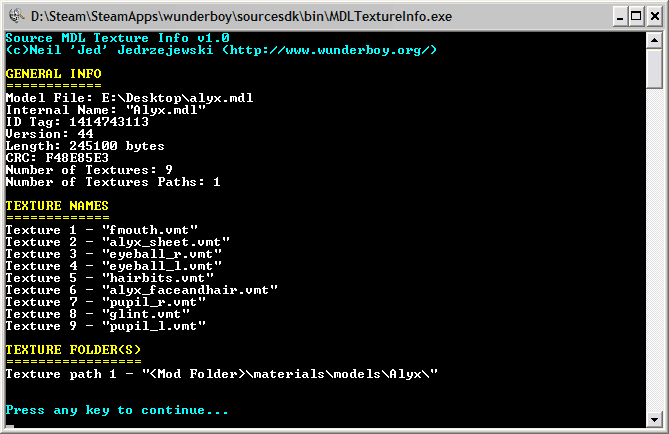 D:\Steam\SteamApps\wunderboy\sourcesdk\bin\MDLTextureInfo.exe
Source MDL Texture Info v1.0
(c)Neil 'Jed' Jedrzejewski (http://www.wunderboy.org/)
GENERAL INFO
============
Model File: E:\Desktop\alyx.mdl
Internal Name: "Alyx.mdl"
ID Tag: 1414743113
Version: 44
Length: 245100 bytes
CRC: F48E85E3
Number of Textures: 9
Number of Textures Paths: 1
TEXTURE NAMES
=============
Texture 1 - "fmouth.vmt"
Texture 2 - "alyx_sheet.vmt"
Texture 3 - "eyeball_r.vmt"
Texture 4 - "eyeball_l.vmt"
Texture 5 - "hairbits.vmt"
Texture 6 - "alyx_faceandhair.vmt"
Texture 7 - "pupil_r.vmt"
Texture 8 - "glint.vmt"
Texture 9 - "pupil_l.vmt"
TEXTURE FOLDER(S)
=================
Texture path 1 - "<Mod Folder>\materials\models\Alyx\"
Press any key to continue...